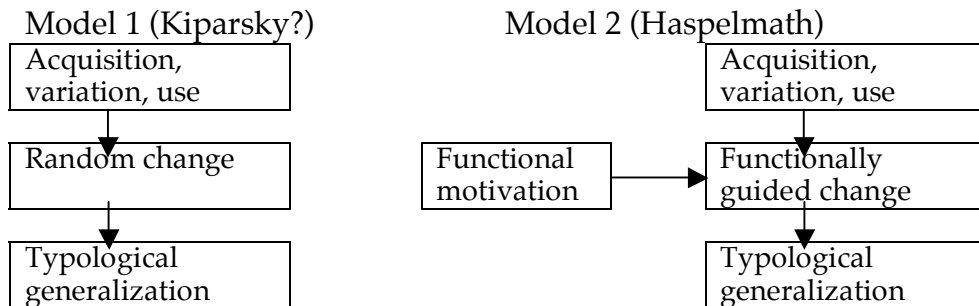 Model 1 (Kiparsky?)
Acquisition,
variation, use
Random change
Typological
generalization
Model 2 (Haspelmath)
Acquisition,
variation, use
Functional
motivation
Functionally
guided change
Typological
generalization